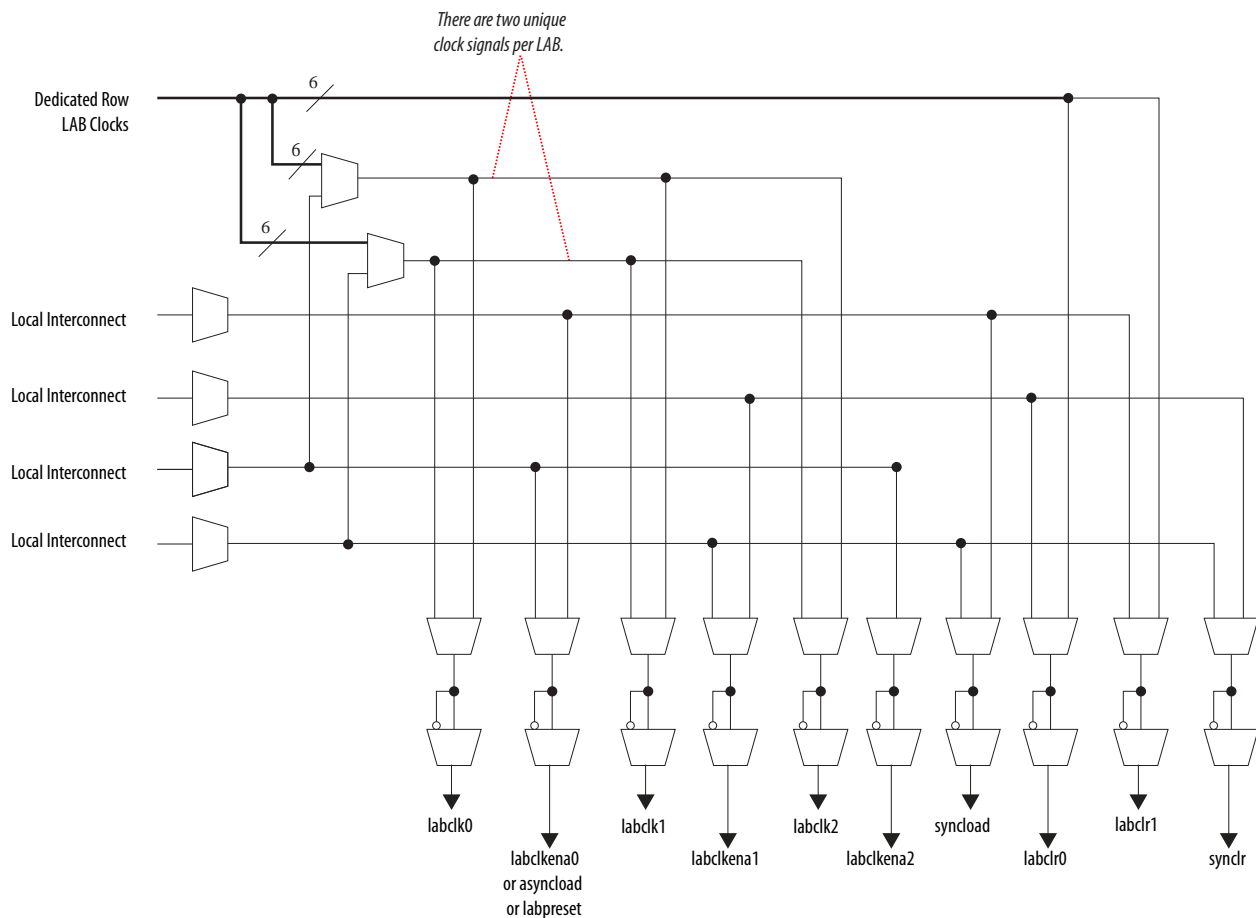 There are two unique
clock signals per LAB.
6
Dedicated Row
LAB Clocks
6
6
Local Interconnect
Local Interconnect
Local Interconnect
Local Interconnect
labclk0
labclk1
labclk2
syncload
labclr1
labclkena0
or asyncload
or labpreset
labclkena1
labclkena2
labclr0
synclr